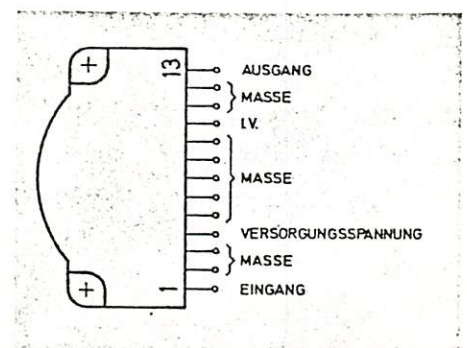 13
AUSGANG
MASSE
I.V.
MASSE
VERSORGUNGSSPANNUNG
MASSE
1
EINGANG